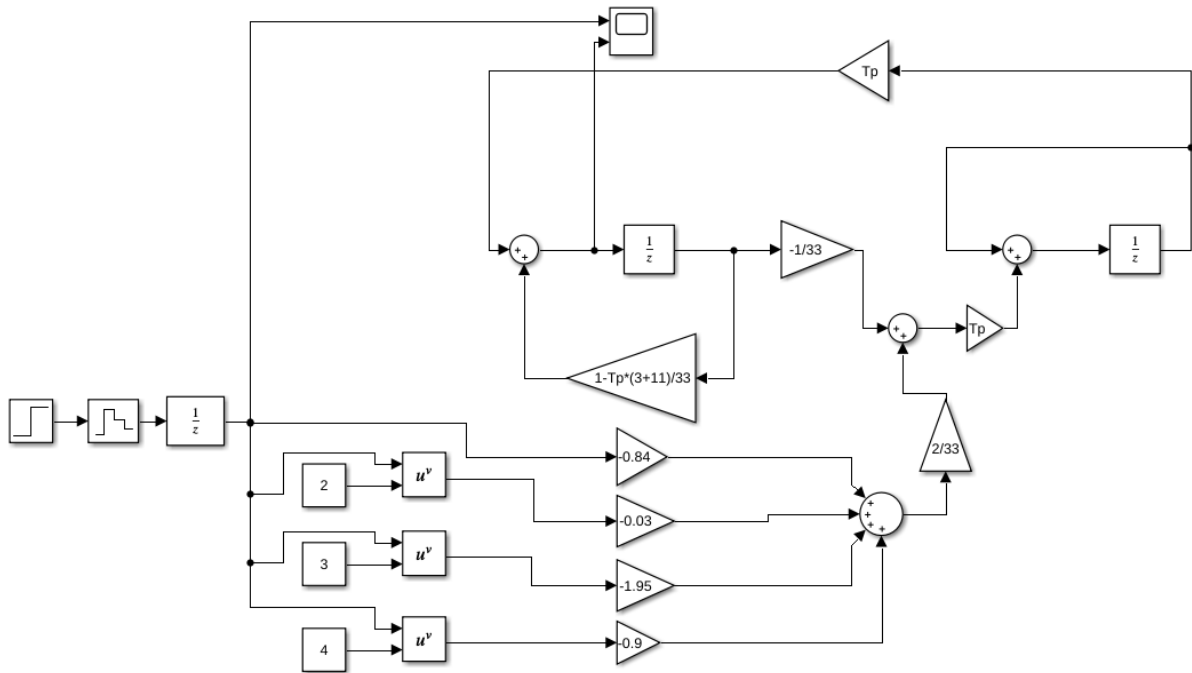 Tp
+
+
1
z
-1/33
+
+
1
z
+
+
Tp
1-Tp*(3+11)/33
1
z
-0.84
2/33
2
u^v
+
+
+
+
-0.03
3
u^v
-1.95
4
u^v
-0.9